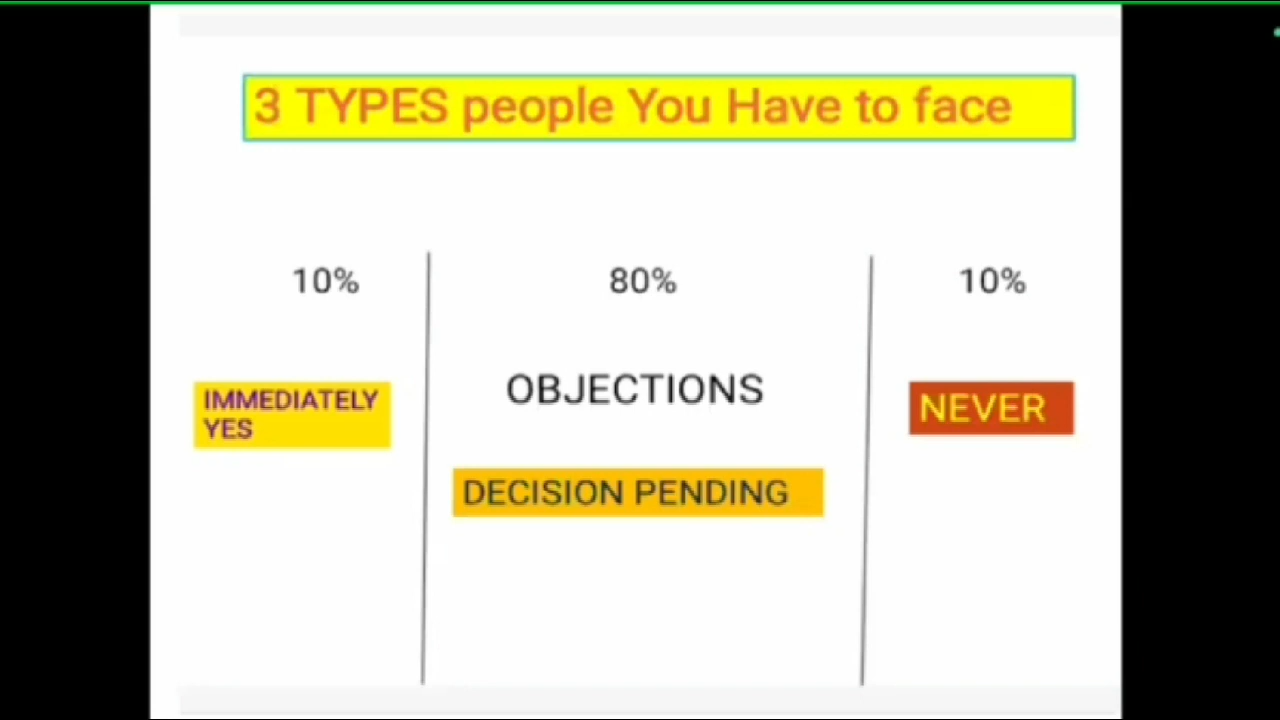 3 TYPES people You Have to face
10%
80%
10%
IMMEDIATELY
YES
OBJECTIONS
NEVER
DECISION PENDING